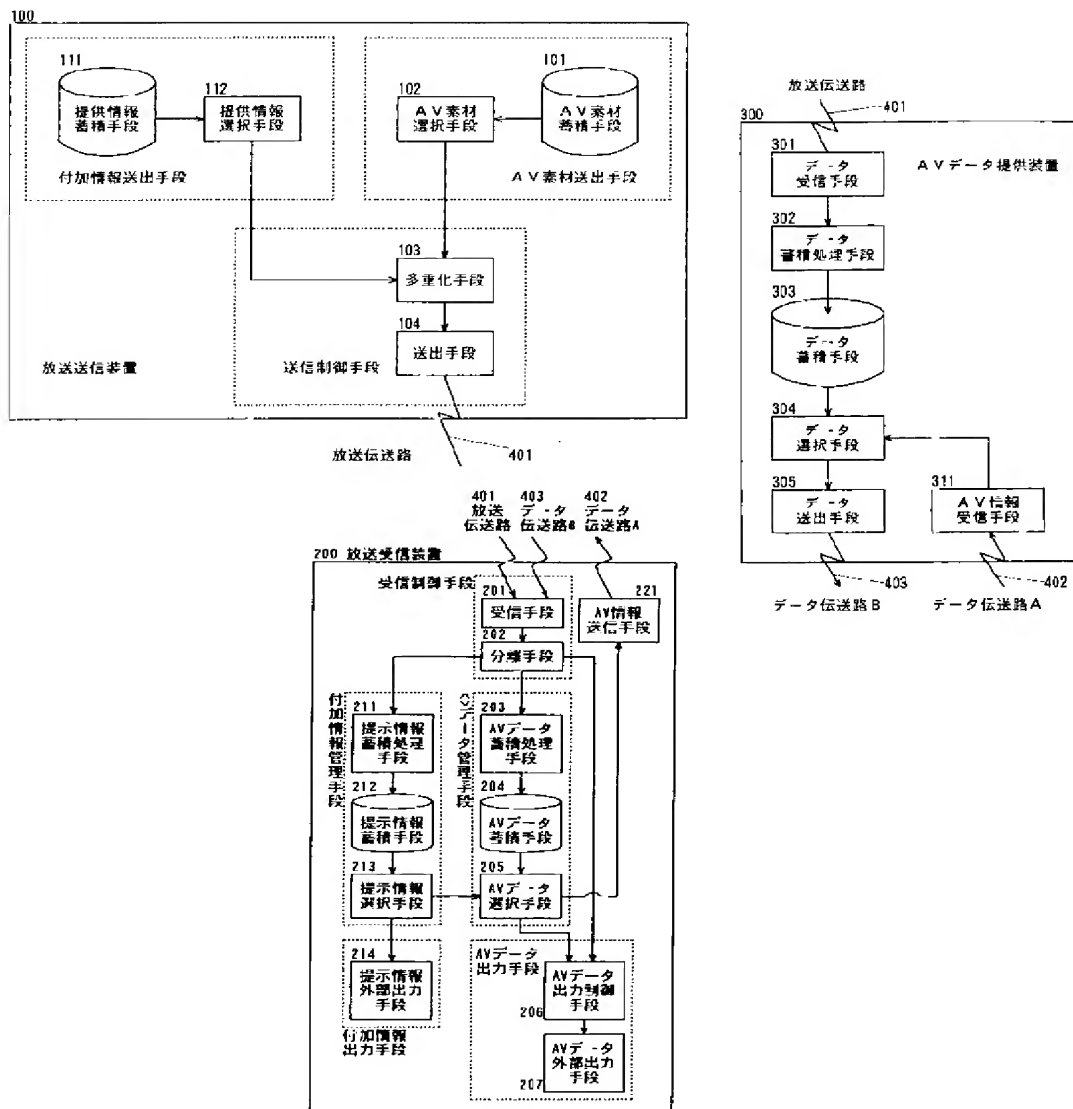 100
111
提供情報
蓄積手段
112
提供情報
選択手段
付加情報送出手段
102
AV素材
選択手段
101
AV素材
蓄積手段
AV素材送出手段
103
多重化手段
104
送出手段
放送送信装置
送信制御手段
放送伝送路
401
放送伝送路
401
300
301
データ
受信手段
AVデータ提供装置
302
データ
蓄積処理手段
303
データ
蓄積手段
304
データ
選択手段
305
データ
送出手段
311
AV情報
受信手段
403
402
データ伝送路B
データ伝送路A
401
放送
伝送路
403
データ
伝送路B
402
データ
伝送路A
200 放送受信装置
受信制御手段
201
受信手段
202
分離手段
221
AV情報
送信手段
付加情報管理手段
211
提示情報
蓄積処理
手段
212
提示情報
蓄積手段
213
提示情報
選択手段
AVデータ管理手段
203
AVデータ
蓄積処理
手段
204
AVデータ
蓄積手段
205
AVデータ
選択手段
214
提示情報
外部出力
手段
付加情報
出力手段
AVデータ
出力手段
AVデータ
出力制御
手段
206
AVデータ
外部出力
手段
207